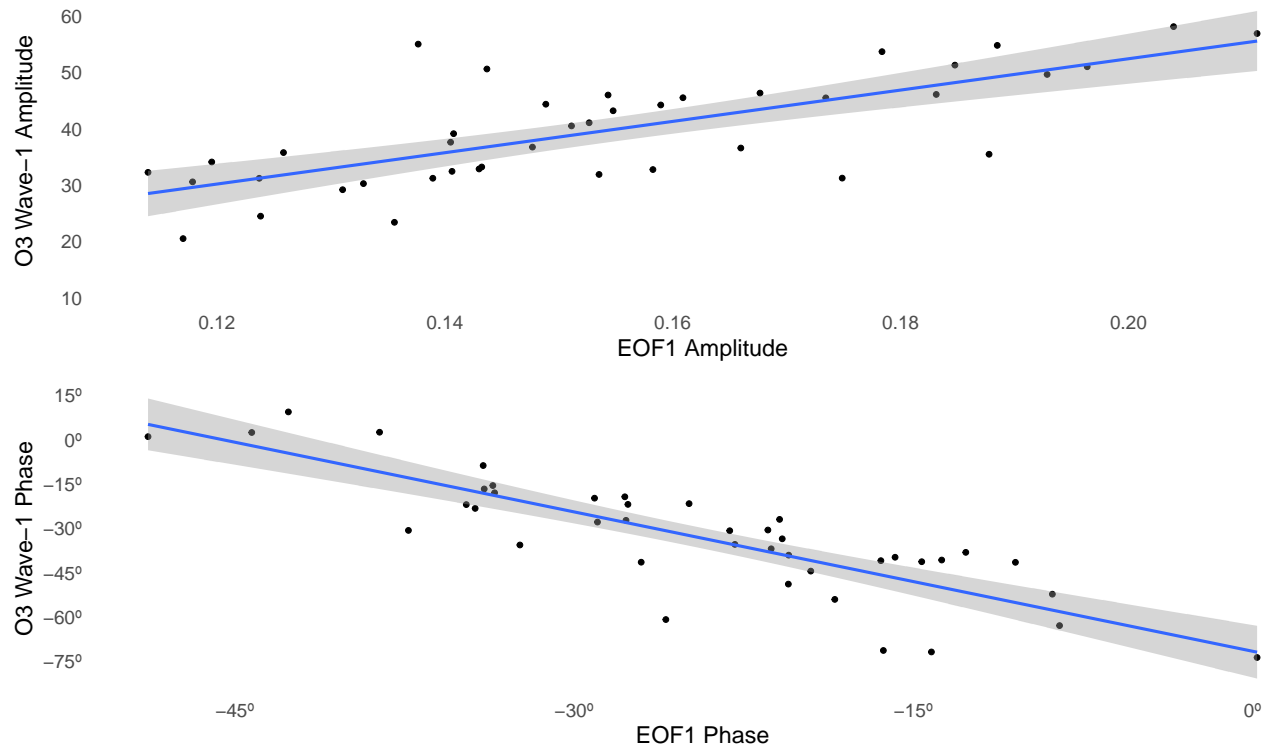 60
50
40
30
20
10
O3 Wave−1 Amplitude
0.12 0.14 0.16 0.18 0.20
EOF1 Amplitude
15º
0º
−15º
−30º
−45º
−60º
−75º
O3 Wave−1 Phase
−45º −30º −15º 0º
EOF1 Phase